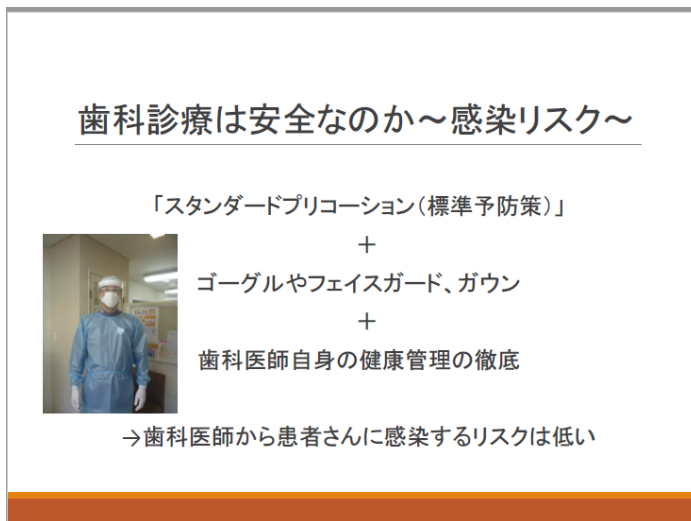 歯科診療は安全なのか～感染リスク～
「スタンダードプリコーション（標準予防策）」
＋
ゴーグルやフェイスガード、ガウン
＋
歯科医師自身の健康管理の徹底
→歯科医師から患者さんに感染するリスクは低い